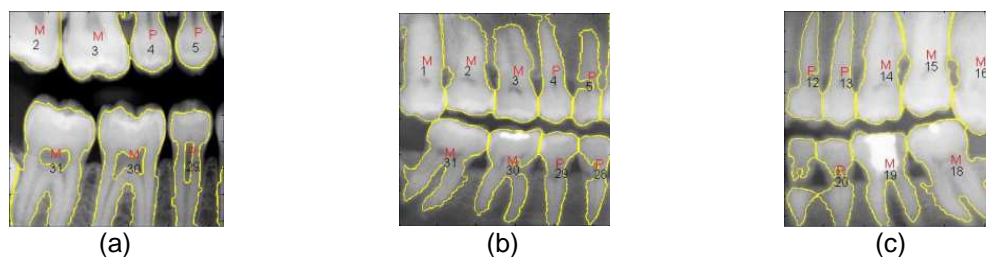 M M P P
2 3 4 5
M M
31 30 29
(a)
M M M P P
1 2 3 4 5
M M P P
31 30 29 28
(b)
P P M M M
12 13 14 15 16
P M M
20 19 18
(c)